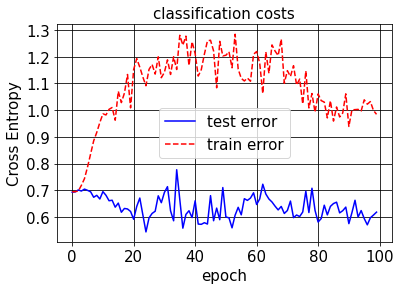 classification costs
Cross Entropy
1.3
1.2
1.1
1.0
0.9
0.8
0.7
0.6
test error
train error
0 20 40 60 80 100
epoch